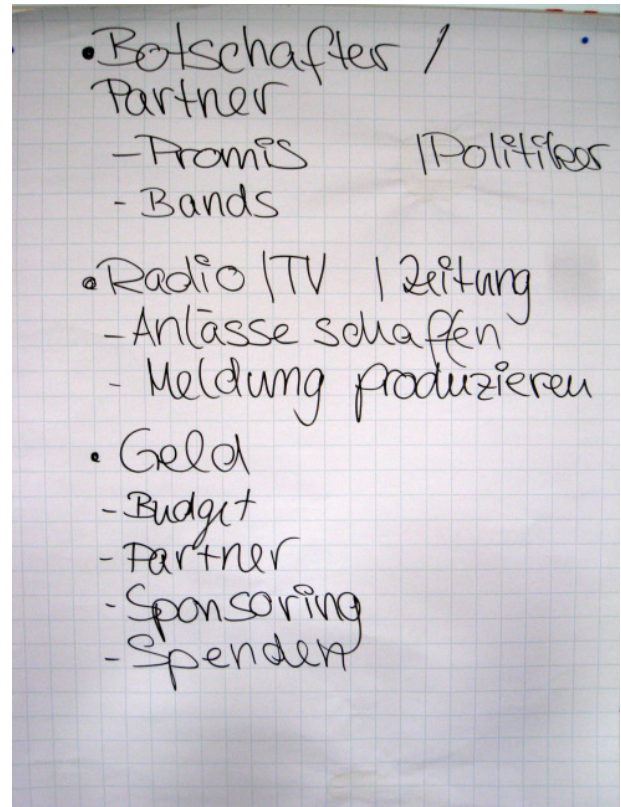 • Botschafter /
Partner
- Promis | Politiker
- Bands
• Radio | TV | Zeitung
- Anlässe schaffen
- Meldung produzieren
• Geld
- Budget
- Partner
- Sponsoring
- Spenden